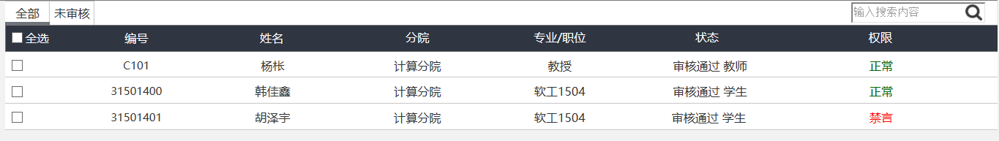 全部 未审核 输入搜索内容
全选 编号 姓名 分院 专业/职位 状态 权限
C101 杨枨 计算分院 教授 审核通过 教师 正常
31501400 韩佳鑫 计算分院 软工1504 审核通过 学生 正常
31501401 胡泽宇 计算分院 软工1504 审核通过 学生 禁言